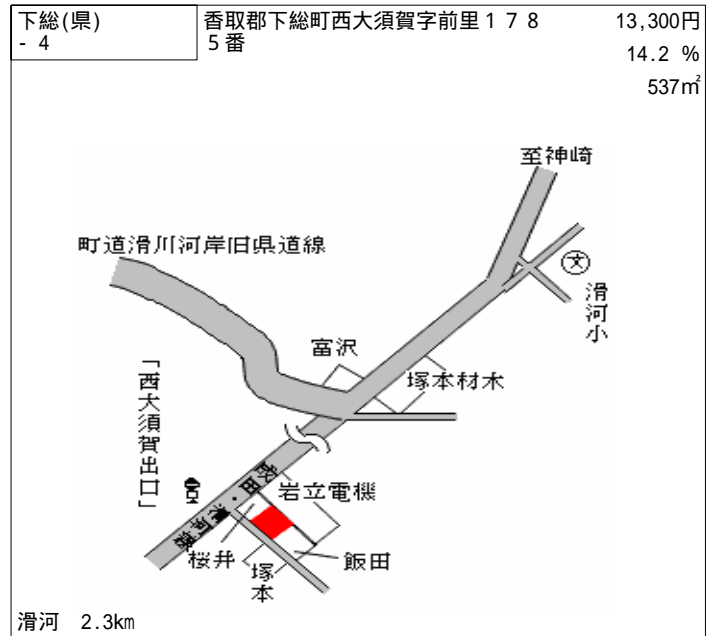 下総(県)
- 4
香取郡下総町西大須賀字前里178
5番
13,300円
14.2 %
537㎡
至神崎
町道滑川河岸旧県道線
文
滑河小
富沢
塚本材木
「西大須賀出口」
成田・滑河線
岩立電機
桜井
塚本
飯田
滑河 2.3km